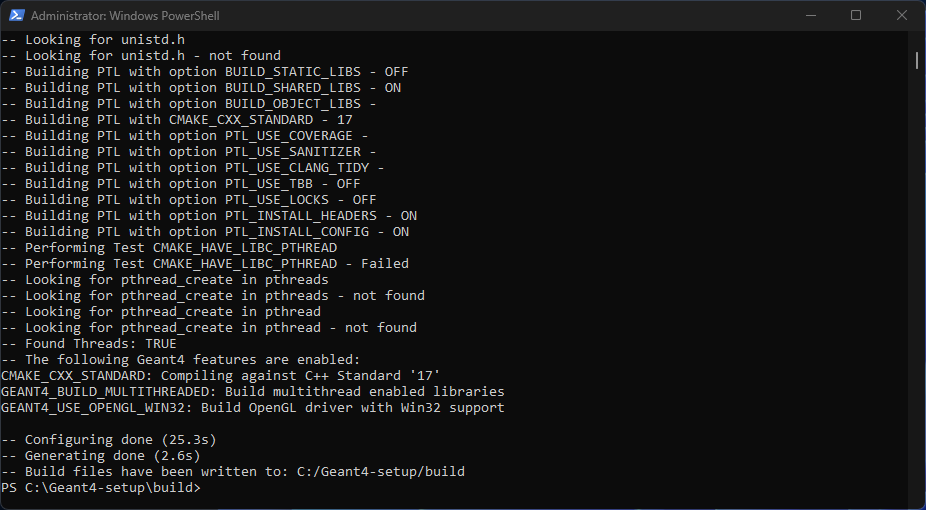 Administrator: Windows PowerShell
-- Looking for unistd.h
-- Looking for unistd.h - not found
-- Building PTL with option BUILD_STATIC_LIBS - OFF
-- Building PTL with option BUILD_SHARED_LIBS - ON
-- Building PTL with option BUILD_OBJECT_LIBS -
-- Building PTL with CMAKE_CXX_STANDARD - 17
-- Building PTL with option PTL_USE_COVERAGE -
-- Building PTL with option PTL_USE_SANITIZER -
-- Building PTL with option PTL_USE_CLANG_TIDY -
-- Building PTL with option PTL_USE_TBB - OFF
-- Building PTL with option PTL_USE_LOCKS - OFF
-- Building PTL with option PTL_INSTALL_HEADERS - ON
-- Building PTL with option PTL_INSTALL_CONFIG - ON
-- Performing Test CMAKE_HAVE_LIBC_PTHREAD
-- Performing Test CMAKE_HAVE_LIBC_PTHREAD - Failed
-- Looking for pthread_create in pthreads
-- Looking for pthread_create in pthreads - not found
-- Looking for pthread_create in pthread
-- Looking for pthread_create in pthread - not found
-- Found Threads: TRUE
-- The following Geant4 features are enabled:
CMAKE_CXX_STANDARD: Compiling against C++ Standard '17'
GEANT4_BUILD_MULTITHREADED: Build multithread enabled libraries
GEANT4_USE_OPENGL_WIN32: Build OpenGL driver with Win32 support
-- Configuring done (25.3s)
-- Generating done (2.6s)
-- Build files have been written to: C:/Geant4-setup/build
PS C:\Geant4-setup\build>